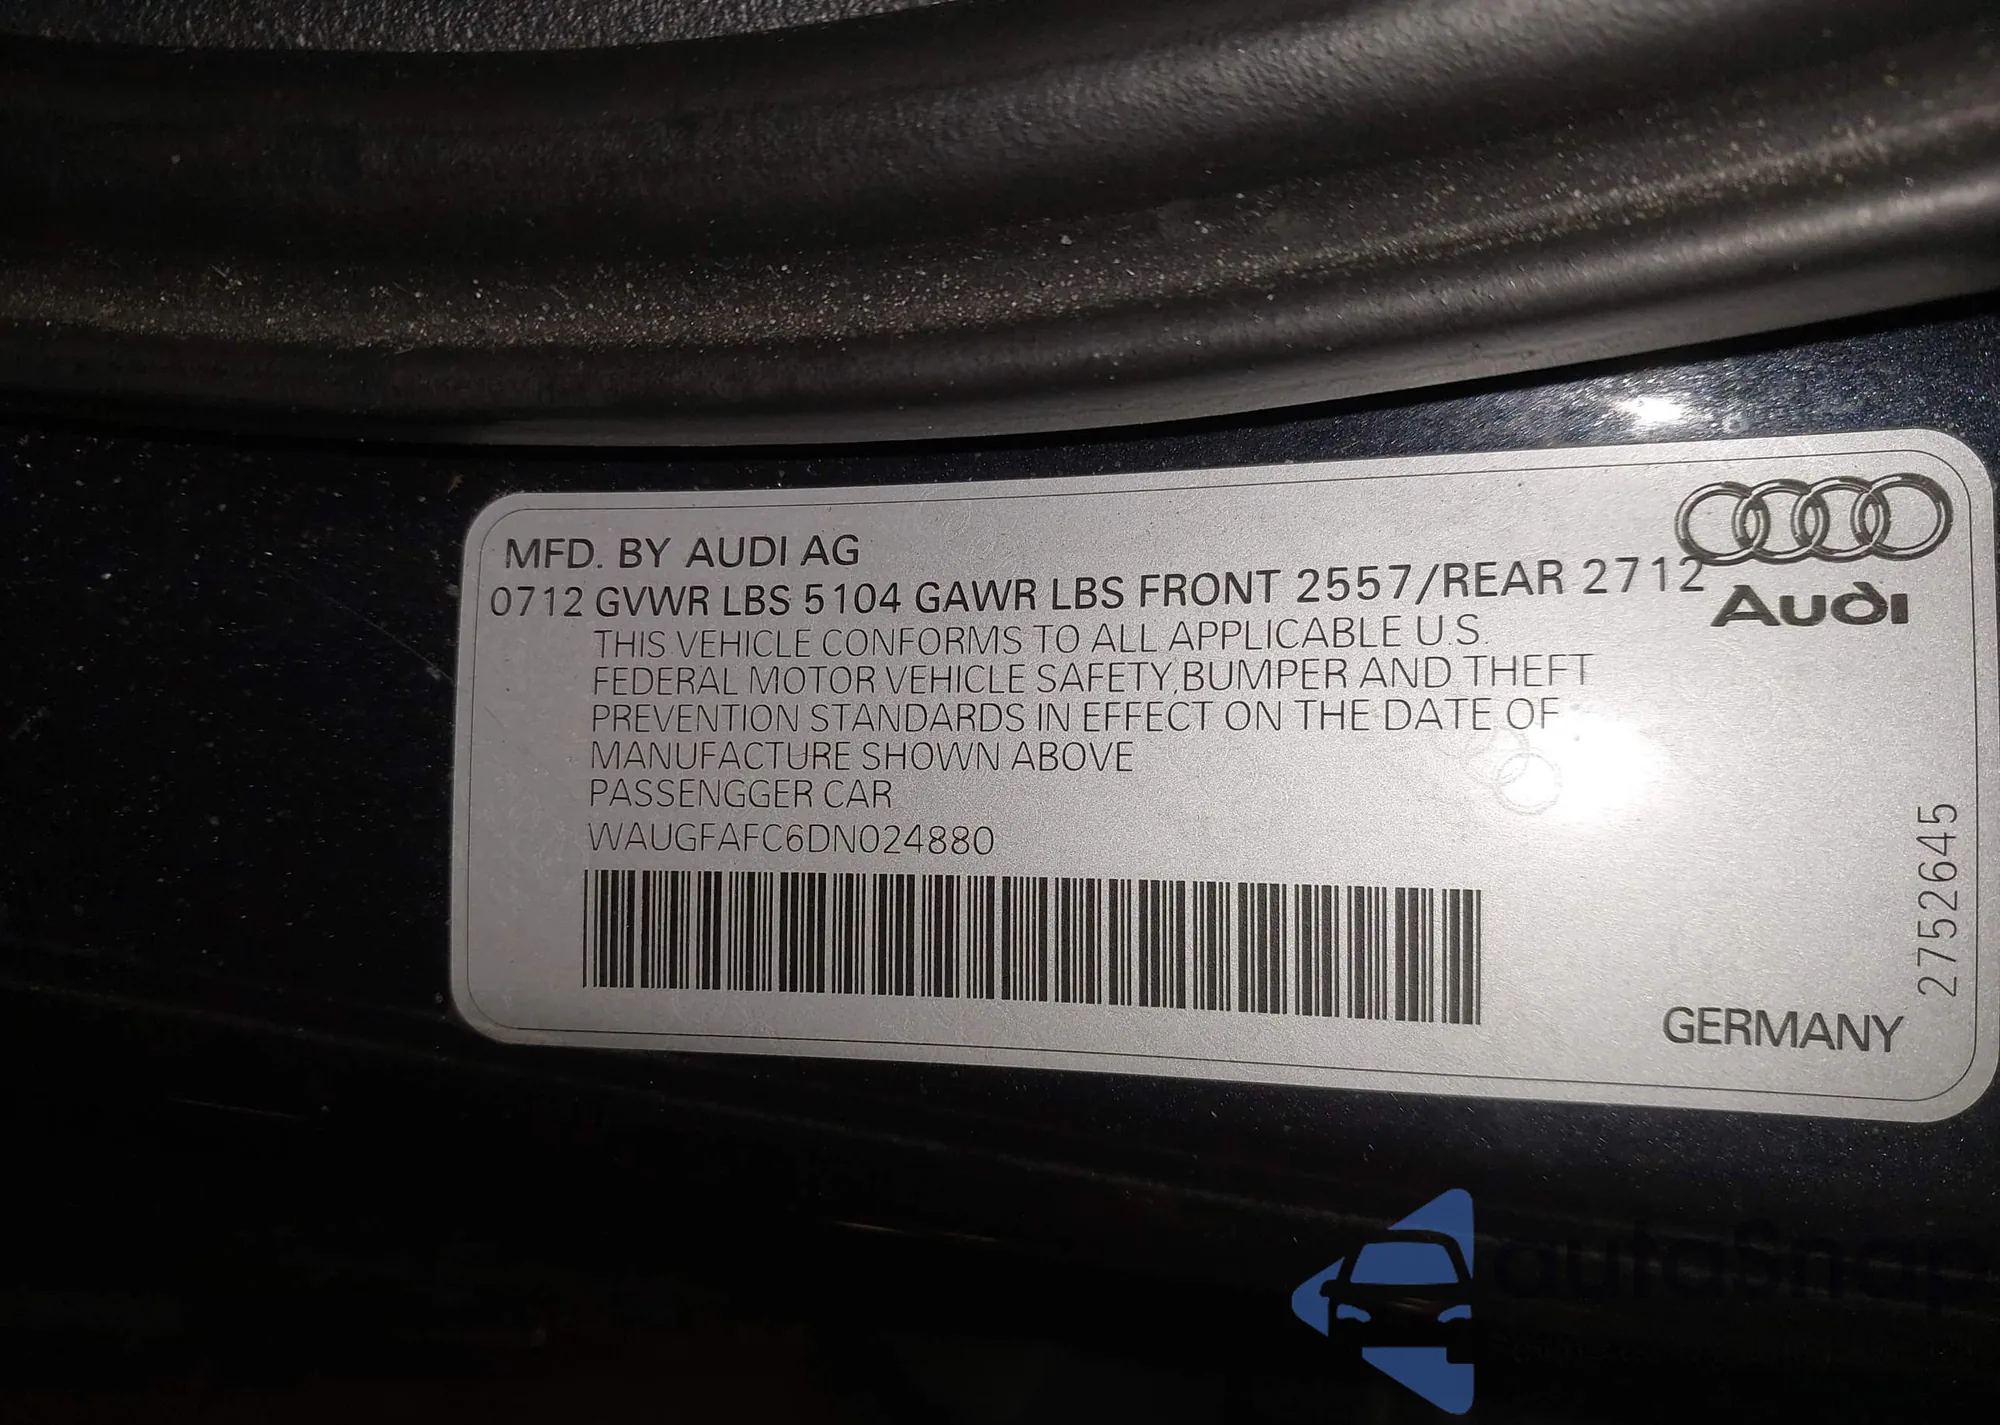 MFD. BY AUDI AG
0712 GVWR LBS 5104 GAWR LBS FRONT 2557/REAR 2712
Audi
THIS VEHICLE CONFORMS TO ALL APPLICABLE U.S.
FEDERAL MOTOR VEHICLE SAFETY,BUMPER AND THEFT
PREVENTION STANDARDS IN EFFECT ON THE DATE OF
MANUFACTURE SHOWN ABOVE
PASSENGGER CAR
WAUGFAFC6DN024880
2752645
GERMANY
autoSnap